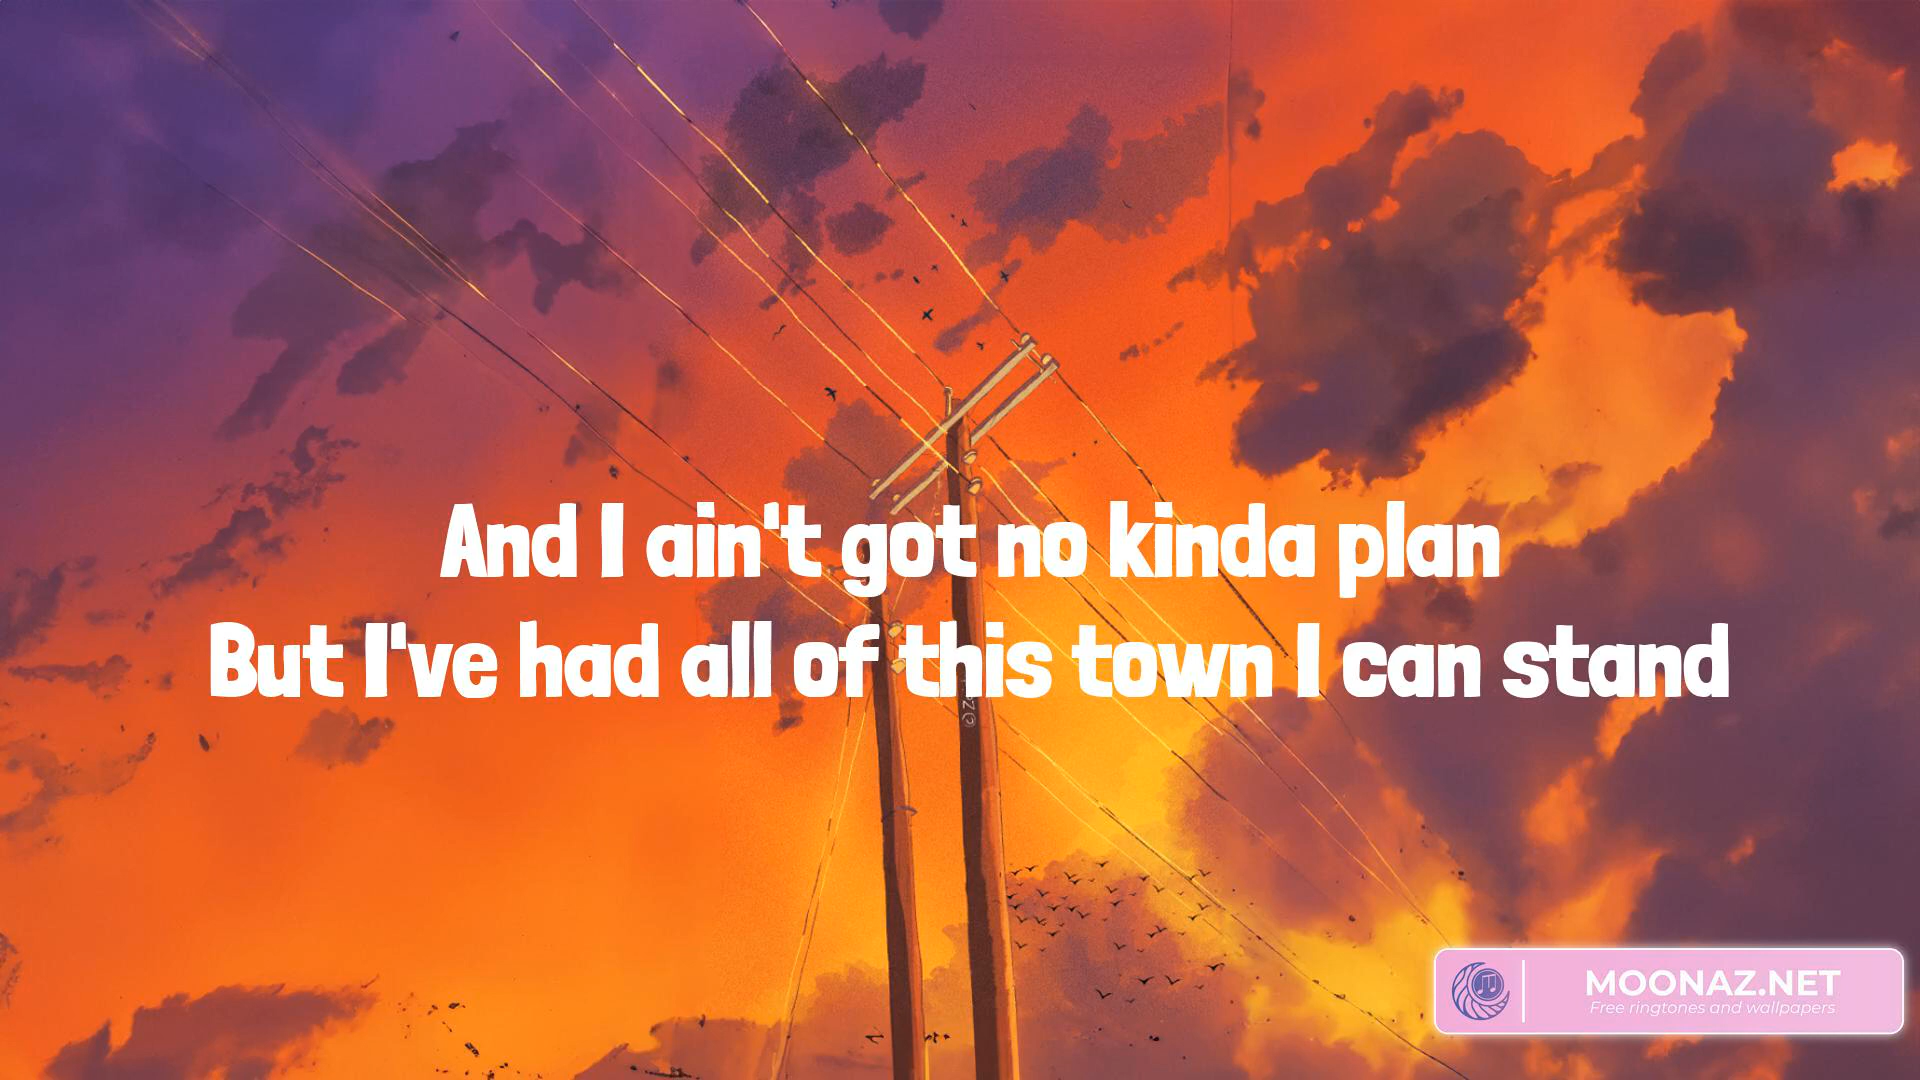 And I ain't got no kinda plan
But I've had all of this town I can stand
MOONAZ.NET
Free ringtones and wallpapers